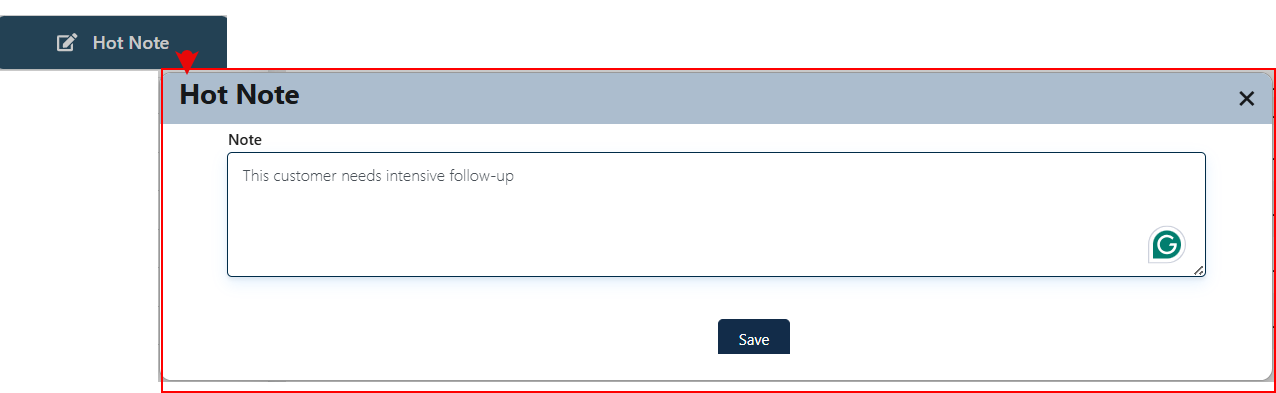 Hot Note
Hot Note
Note
This customer needs intensive follow-up
Save